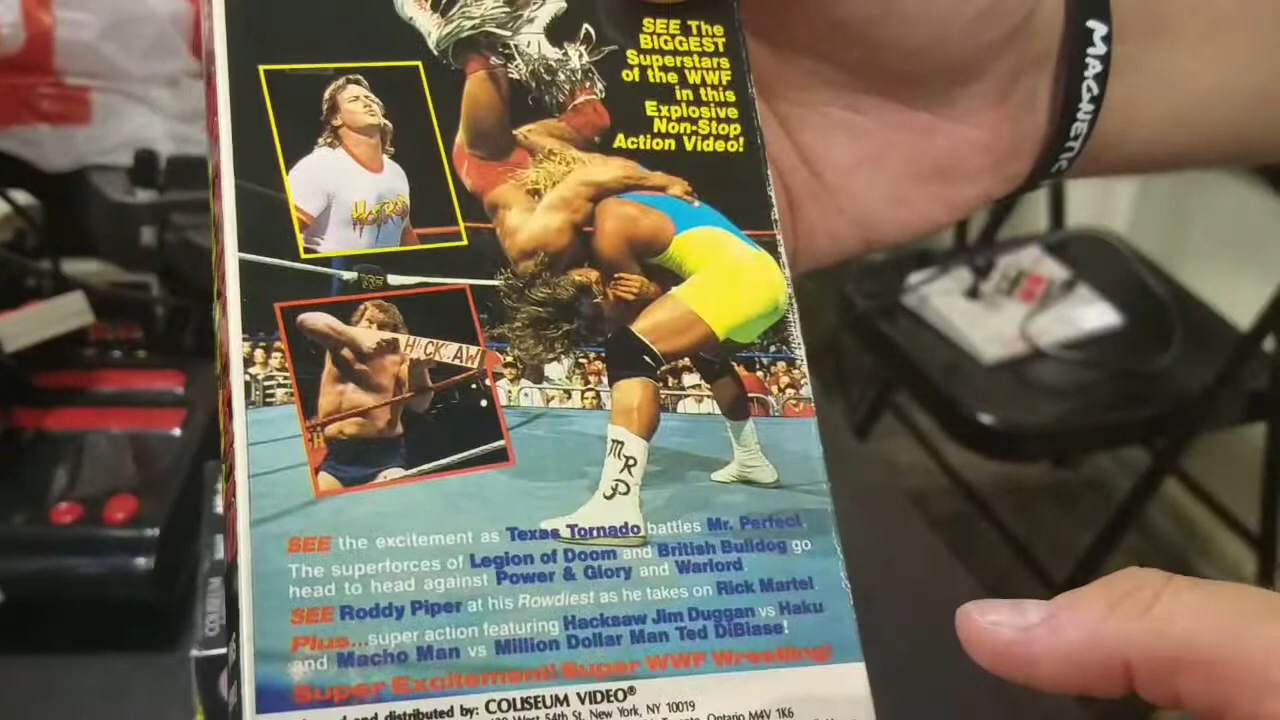 SEE The
BIGGEST
Superstars
of the WWF
in this
Explosive
Non-Stop
Action Video!
MAGNETIC
HOT ROD
HACKSAW
MRP
SEE the excitement as Texas Tornado battles Mr. Perfect.
The superforces of Legion of Doom and British Bulldog go
head to head against Power & Glory and Warlord.
SEE Roddy Piper at his Rowdiest as he takes on Rick Martel.
Plus...super action featuring Hacksaw Jim Duggan vs Haku
and Macho Man vs Million Dollar Man Ted DiBiase!
Super Excitement! Super WWF Wrestling!
and distributed by: COLISEUM VIDEO®
West 54th St. New York, NY 10019
Toronto, Ontario M4V 1K6
COLISEUM